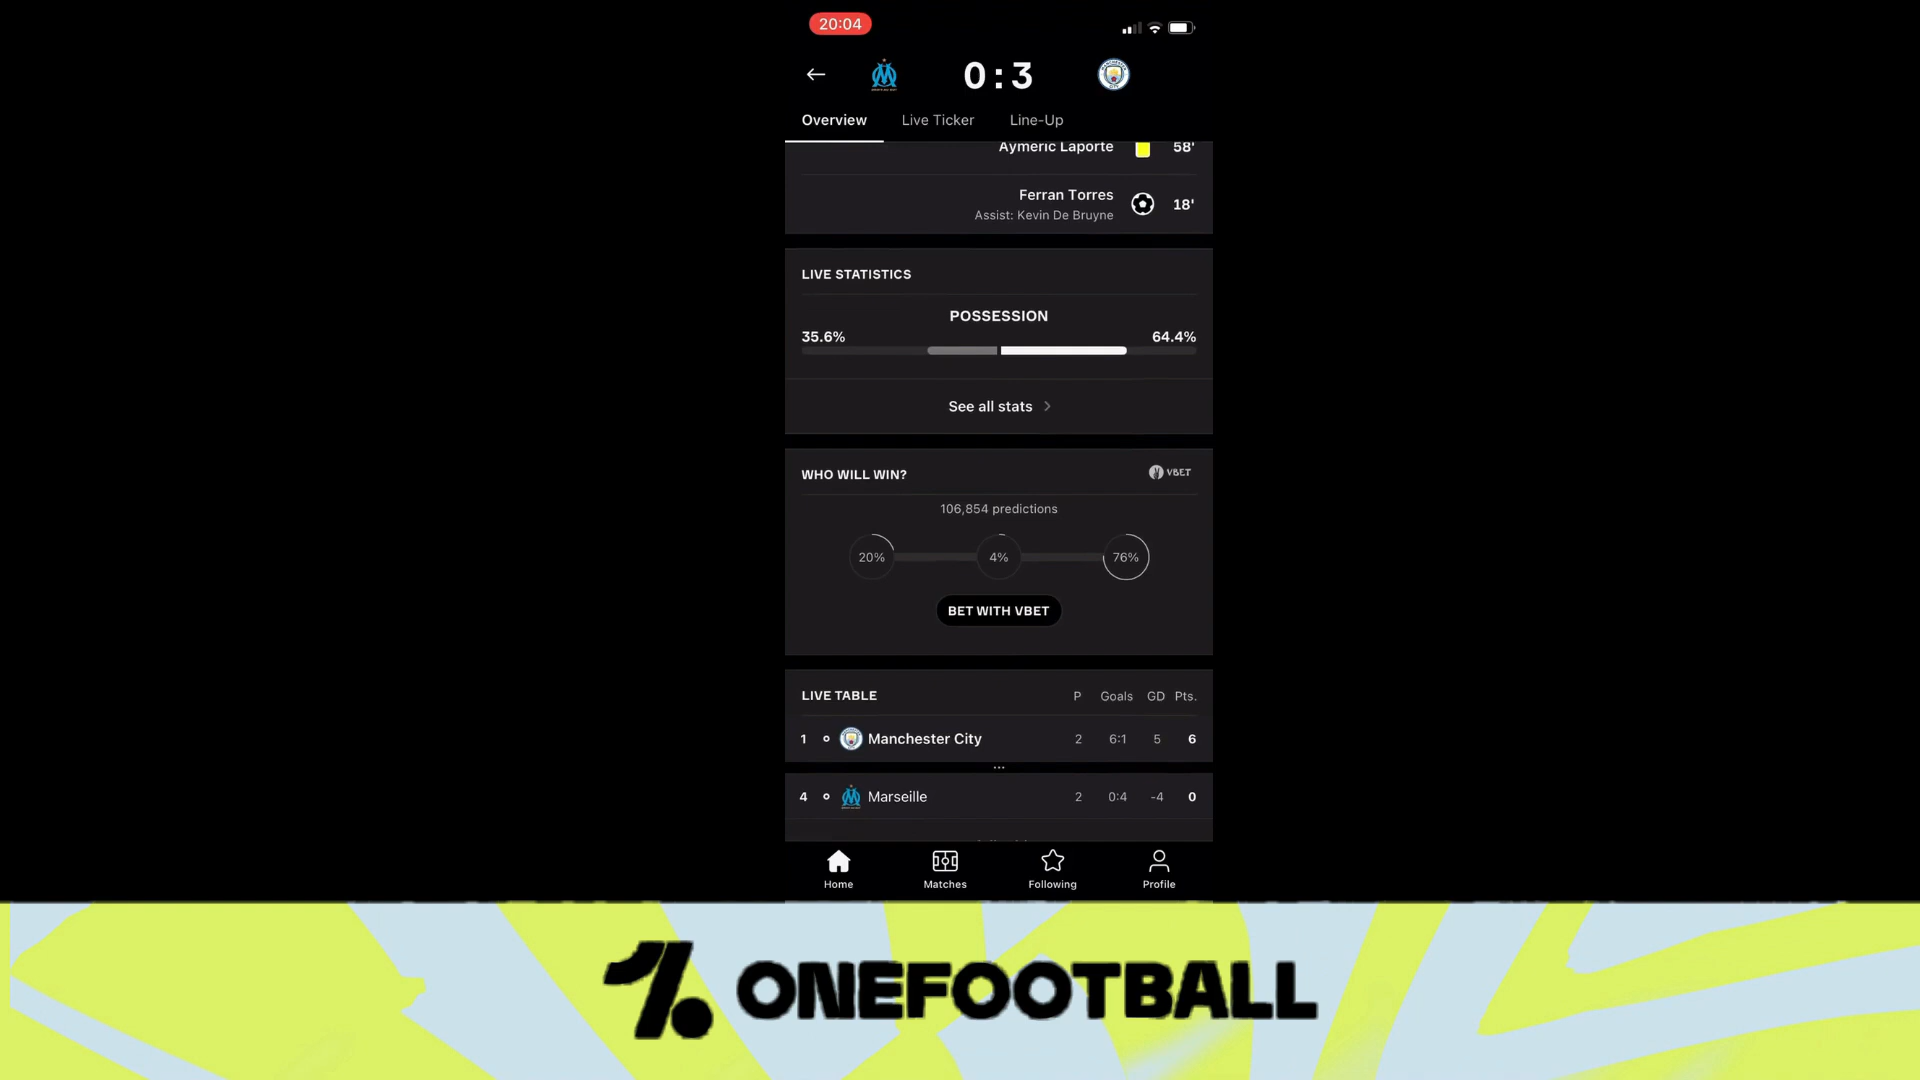 20:04
0:3
Overview
Live Ticker
Line-Up
Aymeric Laporte 58'
Ferran Torres 18'
Assist: Kevin De Bruyne
LIVE STATISTICS
POSSESSION
35.6% 64.4%
See all stats
WHO WILL WIN? VBET
106,854 predictions
20% 4% 76%
BET WITH VBET
LIVE TABLE P Goals GD Pts.
1 Manchester City 2 6:1 5 6
...
4 Marseille 2 0:4 -4 0
Home Matches Following Profile
ONEFOOTBALL